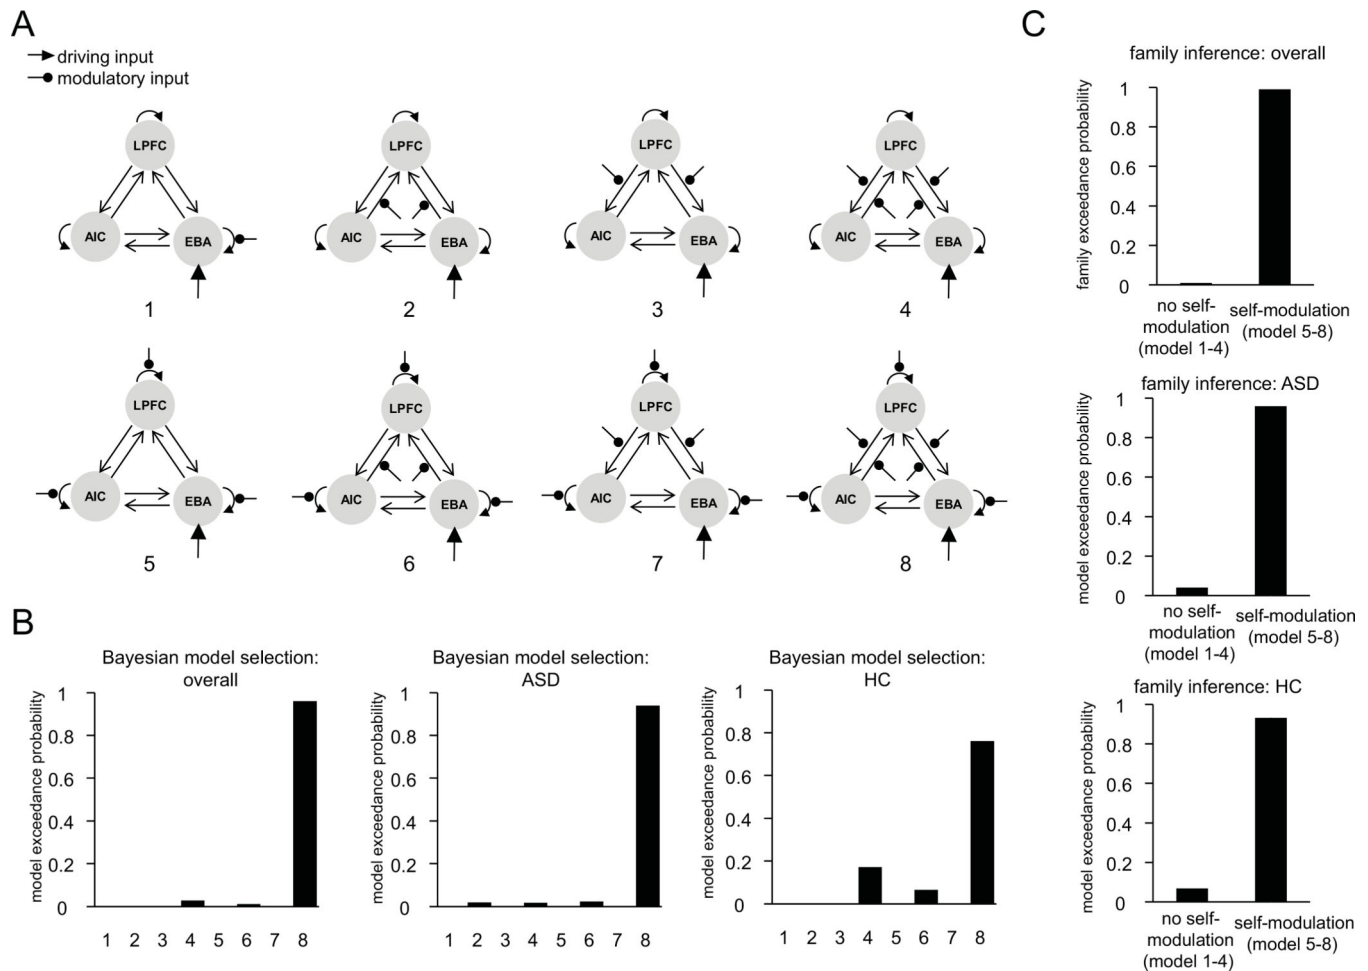 A
driving input
modulatory input
LPFC
AIC
EBA
1
LPFC
AIC
EBA
2
LPFC
AIC
EBA
3
LPFC
AIC
EBA
4
LPFC
AIC
EBA
5
LPFC
AIC
EBA
6
LPFC
AIC
EBA
7
LPFC
AIC
EBA
8
B
Bayesian model selection:
overall
model exceedance probability
1
0.8
0.6
0.4
0.2
0
1 2 3 4 5 6 7 8
Bayesian model selection:
ASD
model exceedance probability
1
0.8
0.6
0.4
0.2
0
1 2 3 4 5 6 7 8
Bayesian model selection:
HC
model exceedance probability
1
0.8
0.6
0.4
0.2
0
1 2 3 4 5 6 7 8
C
family inference: overall
family exceedance probability
1
0.8
0.6
0.4
0.2
0
no self-
modulation
(model 1-4)
self-modulation
(model 5-8)
family inference: ASD
model exceedance probability
1
0.8
0.6
0.4
0.2
0
no self-
modulation
(model 1-4)
self-modulation
(model 5-8)
family inference: HC
model exceedance probability
1
0.8
0.6
0.4
0.2
0
no self-
modulation
(model 1-4)
self-modulation
(model 5-8)